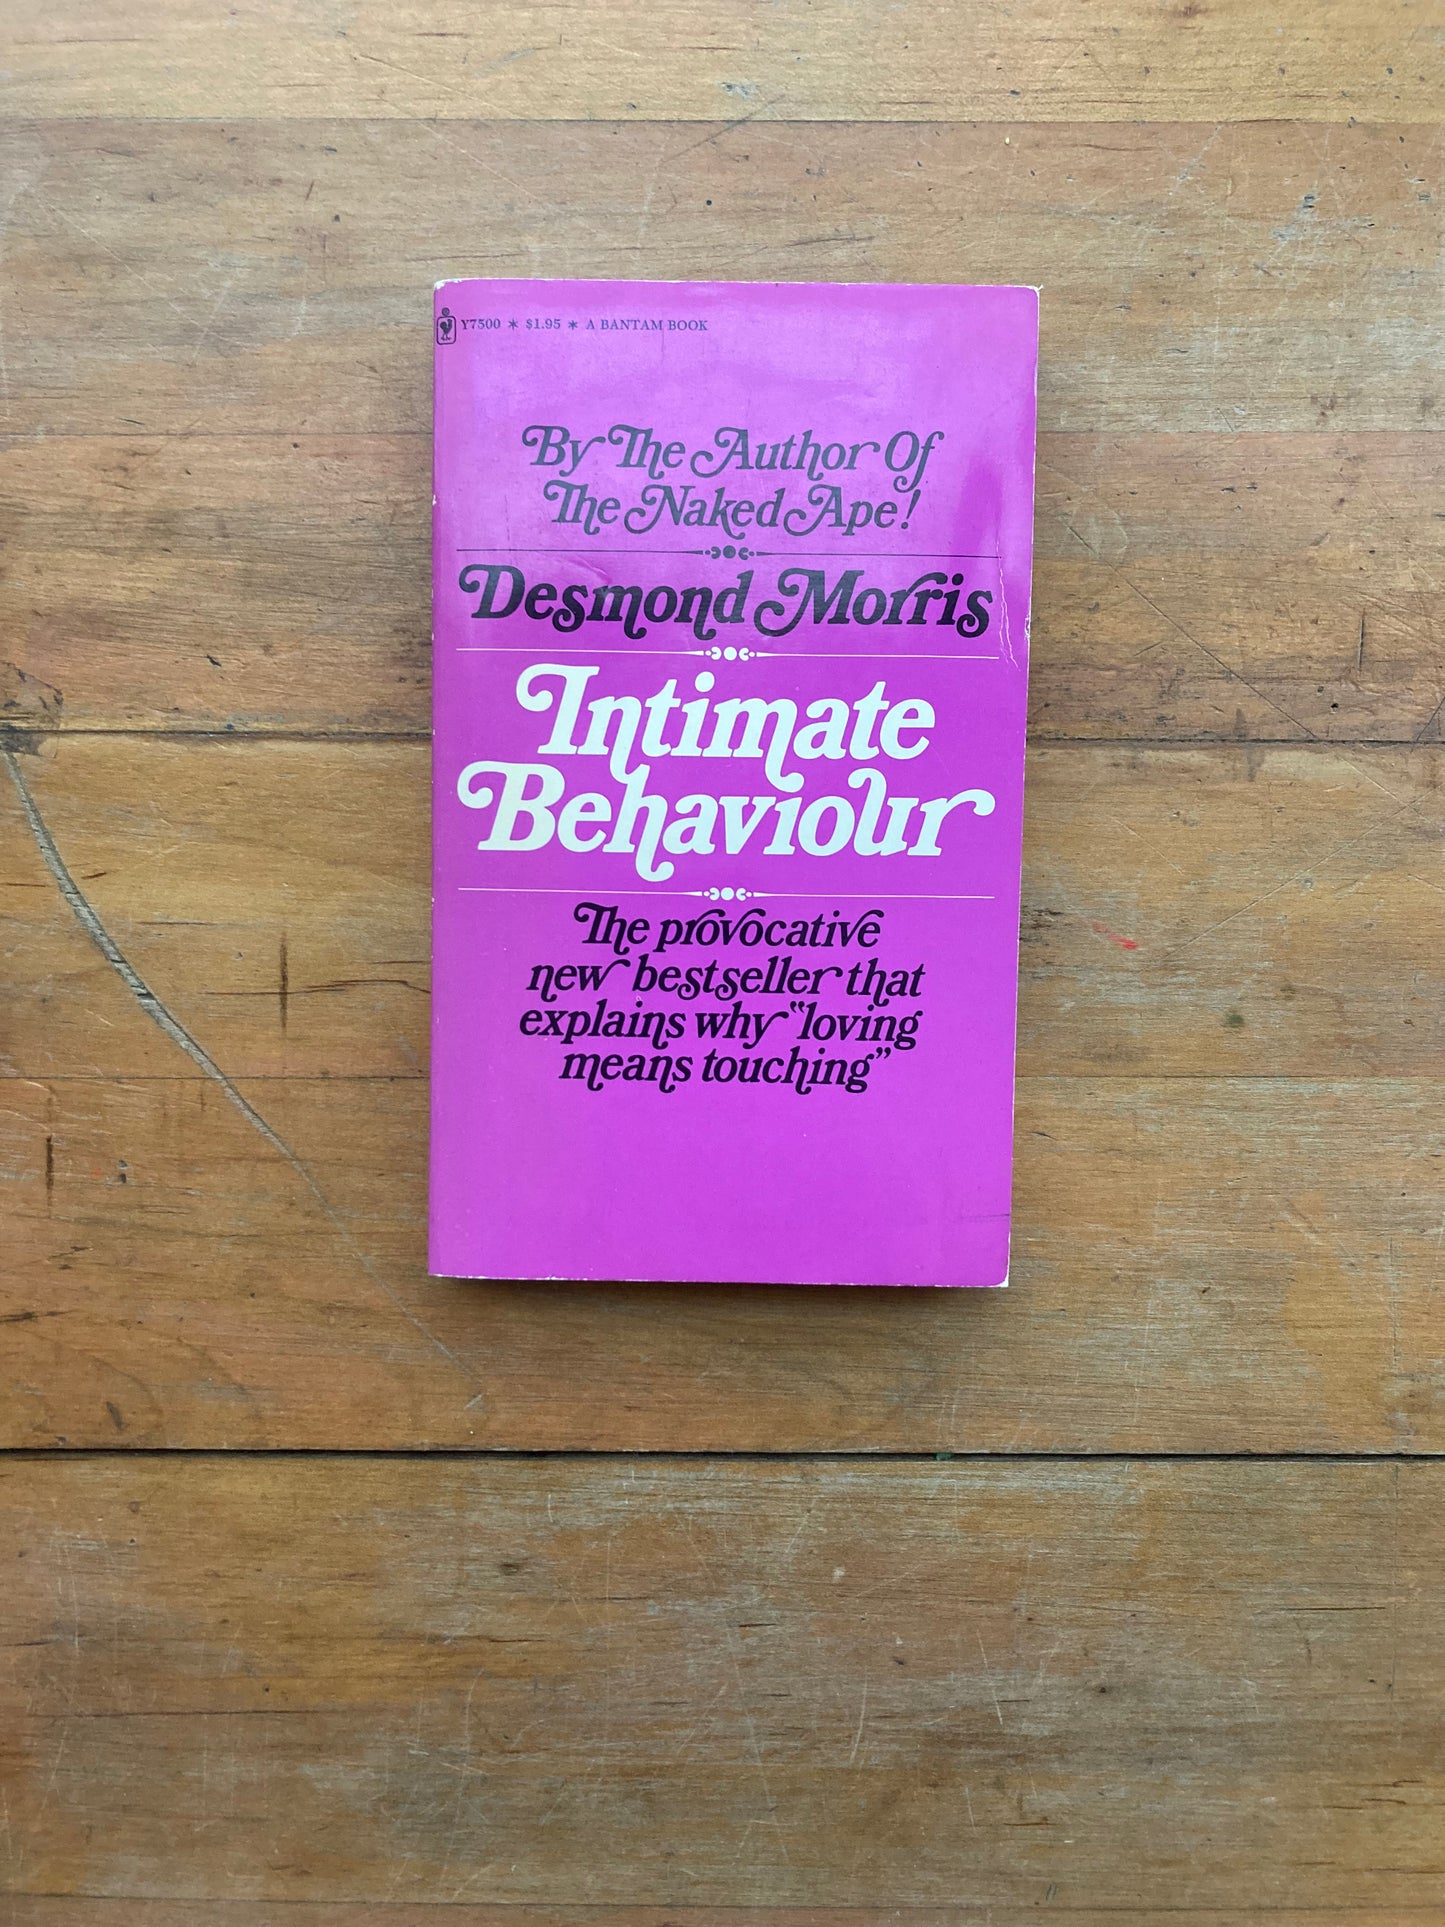 Y7500 * $1.95 * A BANTAM BOOK
By The Author Of
The Naked Ape!
Desmond Morris
Intimate
Behaviour
The provocative
new bestseller that
explains why "loving
means touching"